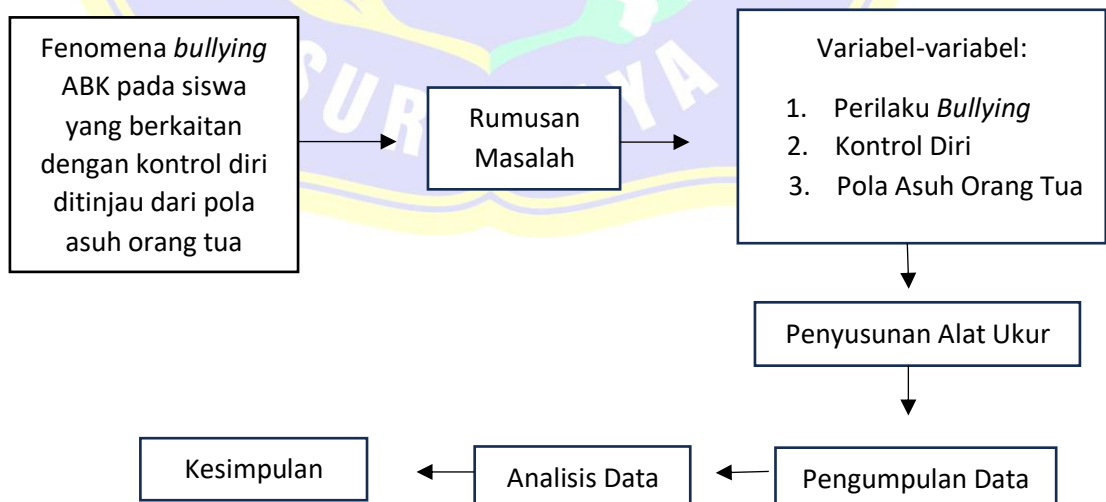 Fenomena bullying
ABK pada siswa
yang berkaitan
dengan kontrol diri
ditinjau dari pola
asuh orang tua
Rumusan
Masalah
Variabel-variabel:
1. Perilaku Bullying
2. Kontrol Diri
3. Pola Asuh Orang Tua
Penyusunan Alat Ukur
Pengumpulan Data
Analisis Data
Kesimpulan